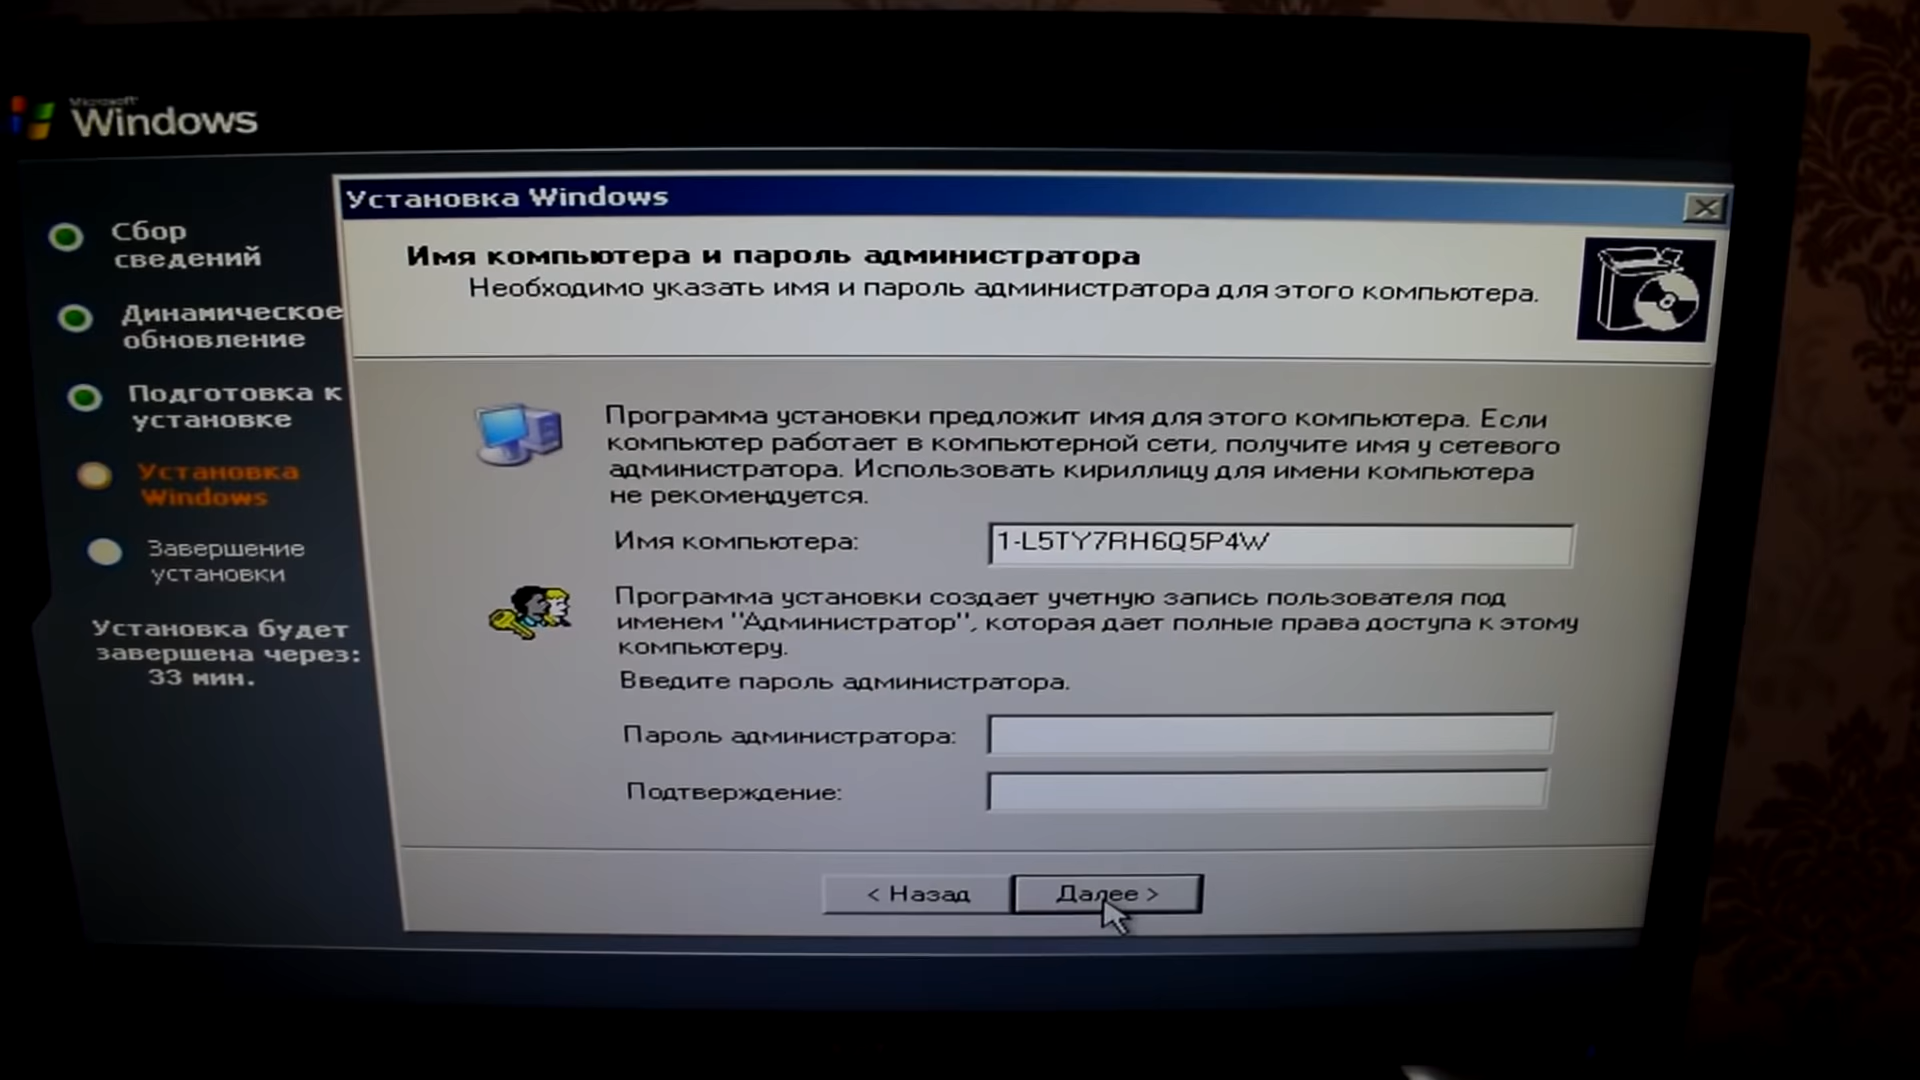 Microsoft
Windows
Сбор
сведений
Динамическое
обновление
Подготовка к
установке
Установка
Windows
Завершение
установки
Установка будет
завершена через:
33 мин.
Установка Windows
Имя компьютера и пароль администратора
Необходимо указать имя и пароль администратора для этого компьютера.
Программа установки предложит имя для этого компьютера. Если
компьютер работает в компьютерной сети, получите имя у сетевого
администратора. Использовать кириллицу для имени компьютера
не рекомендуется.
Имя компьютера: 1-L5TY7RH6Q5P4W
Программа установки создает учетную запись пользователя под
именем "Администратор", которая дает полные права доступа к этому
компьютеру.
Введите пароль администратора.
Пароль администратора:
Подтверждение:
< Назад
Далее >